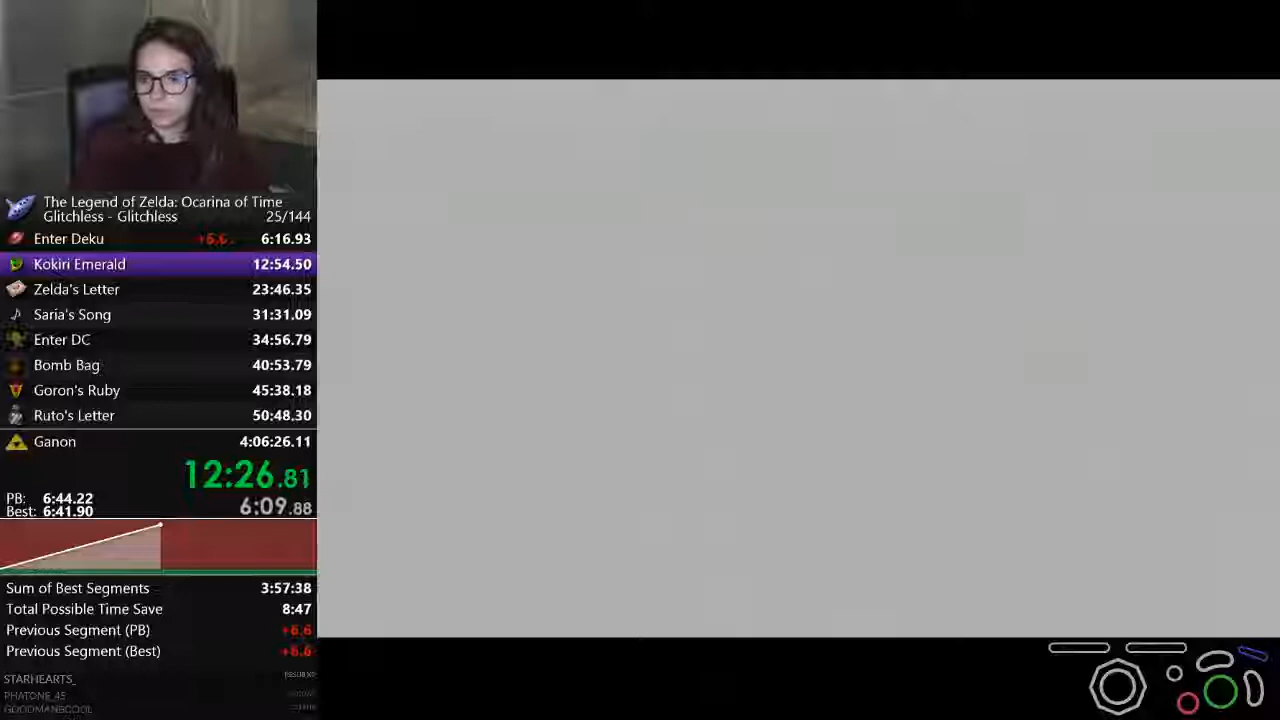 The Legend of Zelda: Ocarina of Time
Glitchless - Glitchless 25/144
Enter Deku 6:16.93
Kokiri Emerald 12:54.50
Zelda's Letter 23:46.35
Saria's Song 31:31.09
Enter DC 34:56.79
Bomb Bag 40:53.79
Goron's Ruby 45:38.18
Ruto's Letter 50:48.30
Ganon 4:06:26.11
12:26.81
PB: 6:44.22
Best: 6:41.90 6:09.88
Sum of Best Segments 3:57:38
Total Possible Time Save 8:47
Previous Segment (PB) +6.6
Previous Segment (Best) +6.6
STARHEARTS_
PHATONE_45
GOODMANBCOOL